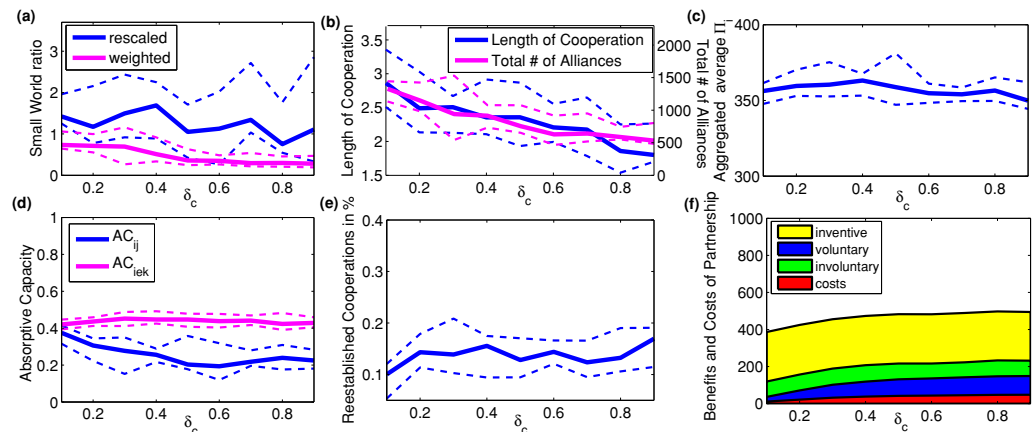 (a)
Small World ratio
3
2
1
0
rescaled
weighted
0.2 0.4 0.6 0.8
δc
(b)
Length of Cooperation
3.5
3
2.5
2
1.5
Length of Cooperation
Total # of Alliances
2000
1500
1000
500
0
Total # of Alliances
0.2 0.4 0.6 0.8
δc
(c)
Aggregated average Πi
400
350
300
0.2 0.4 0.6 0.8
δc
(d)
Absorptive Capacity
1
0.8
0.6
0.4
0.2
0
ACij
ACiek
0.2 0.4 0.6 0.8
δc
(e)
Reestablished Cooperations in %
0.4
0.3
0.2
0.1
0.2 0.4 0.6 0.8
δc
(f)
Benefits and Costs of Partnership
1000
800
600
400
200
0
inventive
voluntary
involuntary
costs
0.2 0.4 0.6 0.8
δc